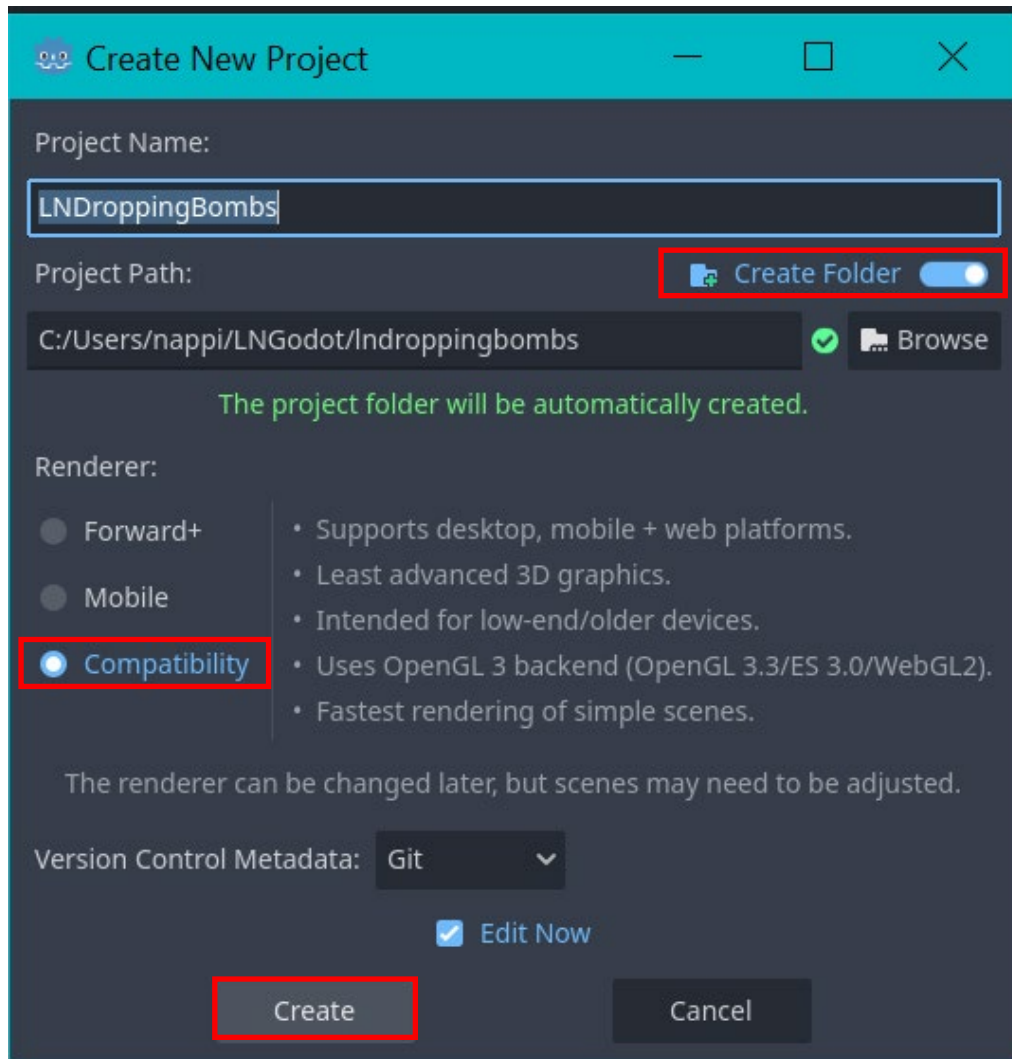 Create New Project
Project Name:
LNDroppingBombs
Project Path:
Create Folder
C:/Users/nappi/LNGodot/lndroppingbombs
Browse
The project folder will be automatically created.
Renderer:
Forward+
Mobile
Compatibility
• Supports desktop, mobile + web platforms.
• Least advanced 3D graphics.
• Intended for low-end/older devices.
• Uses OpenGL 3 backend (OpenGL 3.3/ES 3.0/WebGL2).
• Fastest rendering of simple scenes.
The renderer can be changed later, but scenes may need to be adjusted.
Version Control Metadata: Git
Edit Now
Create
Cancel